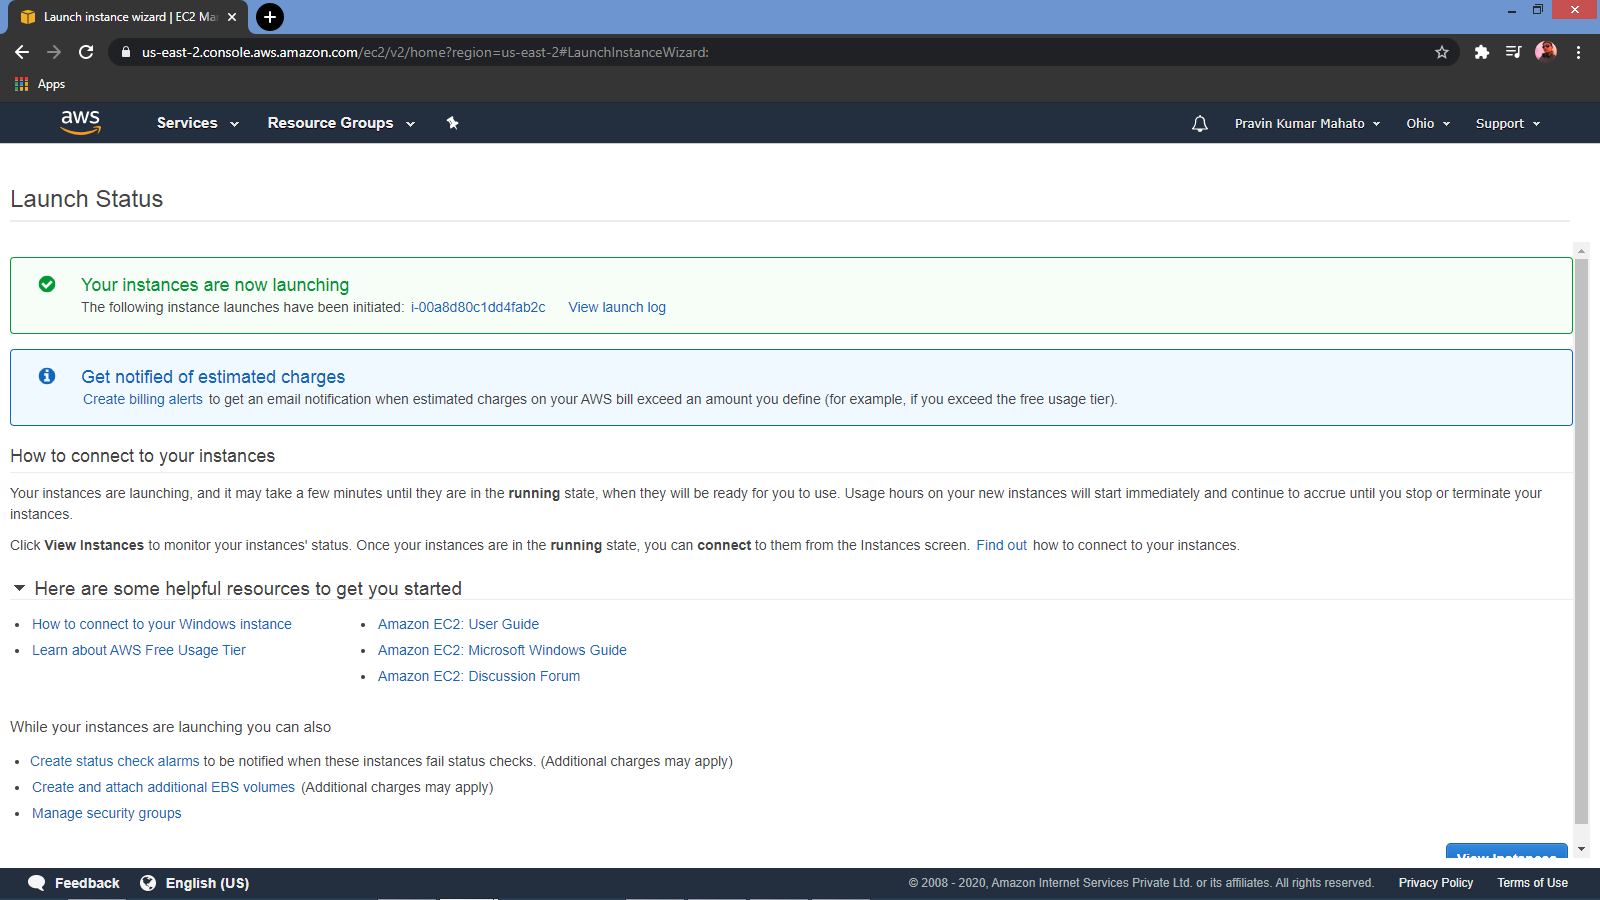 Launch instance wizard | EC2 Ma
us-east-2.console.aws.amazon.com/ec2/v2/home?region=us-east-2#LaunchInstanceWizard:
Apps
aws Services Resource Groups Pravin Kumar Mahato Ohio Support
Launch Status
Your instances are now launching
The following instance launches have been initiated: i-00a8d80c1dd4fab2c View launch log
Get notified of estimated charges
Create billing alerts to get an email notification when estimated charges on your AWS bill exceed an amount you define (for example, if you exceed the free usage tier).
How to connect to your instances
Your instances are launching, and it may take a few minutes until they are in the running state, when they will be ready for you to use. Usage hours on your new instances will start immediately and continue to accrue until you stop or terminate your
instances.
Click View Instances to monitor your instances' status. Once your instances are in the running state, you can connect to them from the Instances screen. Find out how to connect to your instances.
Here are some helpful resources to get you started
• How to connect to your Windows instance
• Learn about AWS Free Usage Tier
• Amazon EC2: User Guide
• Amazon EC2: Microsoft Windows Guide
• Amazon EC2: Discussion Forum
While your instances are launching you can also
• Create status check alarms to be notified when these instances fail status checks. (Additional charges may apply)
• Create and attach additional EBS volumes (Additional charges may apply)
• Manage security groups
View Instances
Feedback English (US) © 2008 - 2020, Amazon Internet Services Private Ltd. or its affiliates. All rights reserved. Privacy Policy Terms of Use